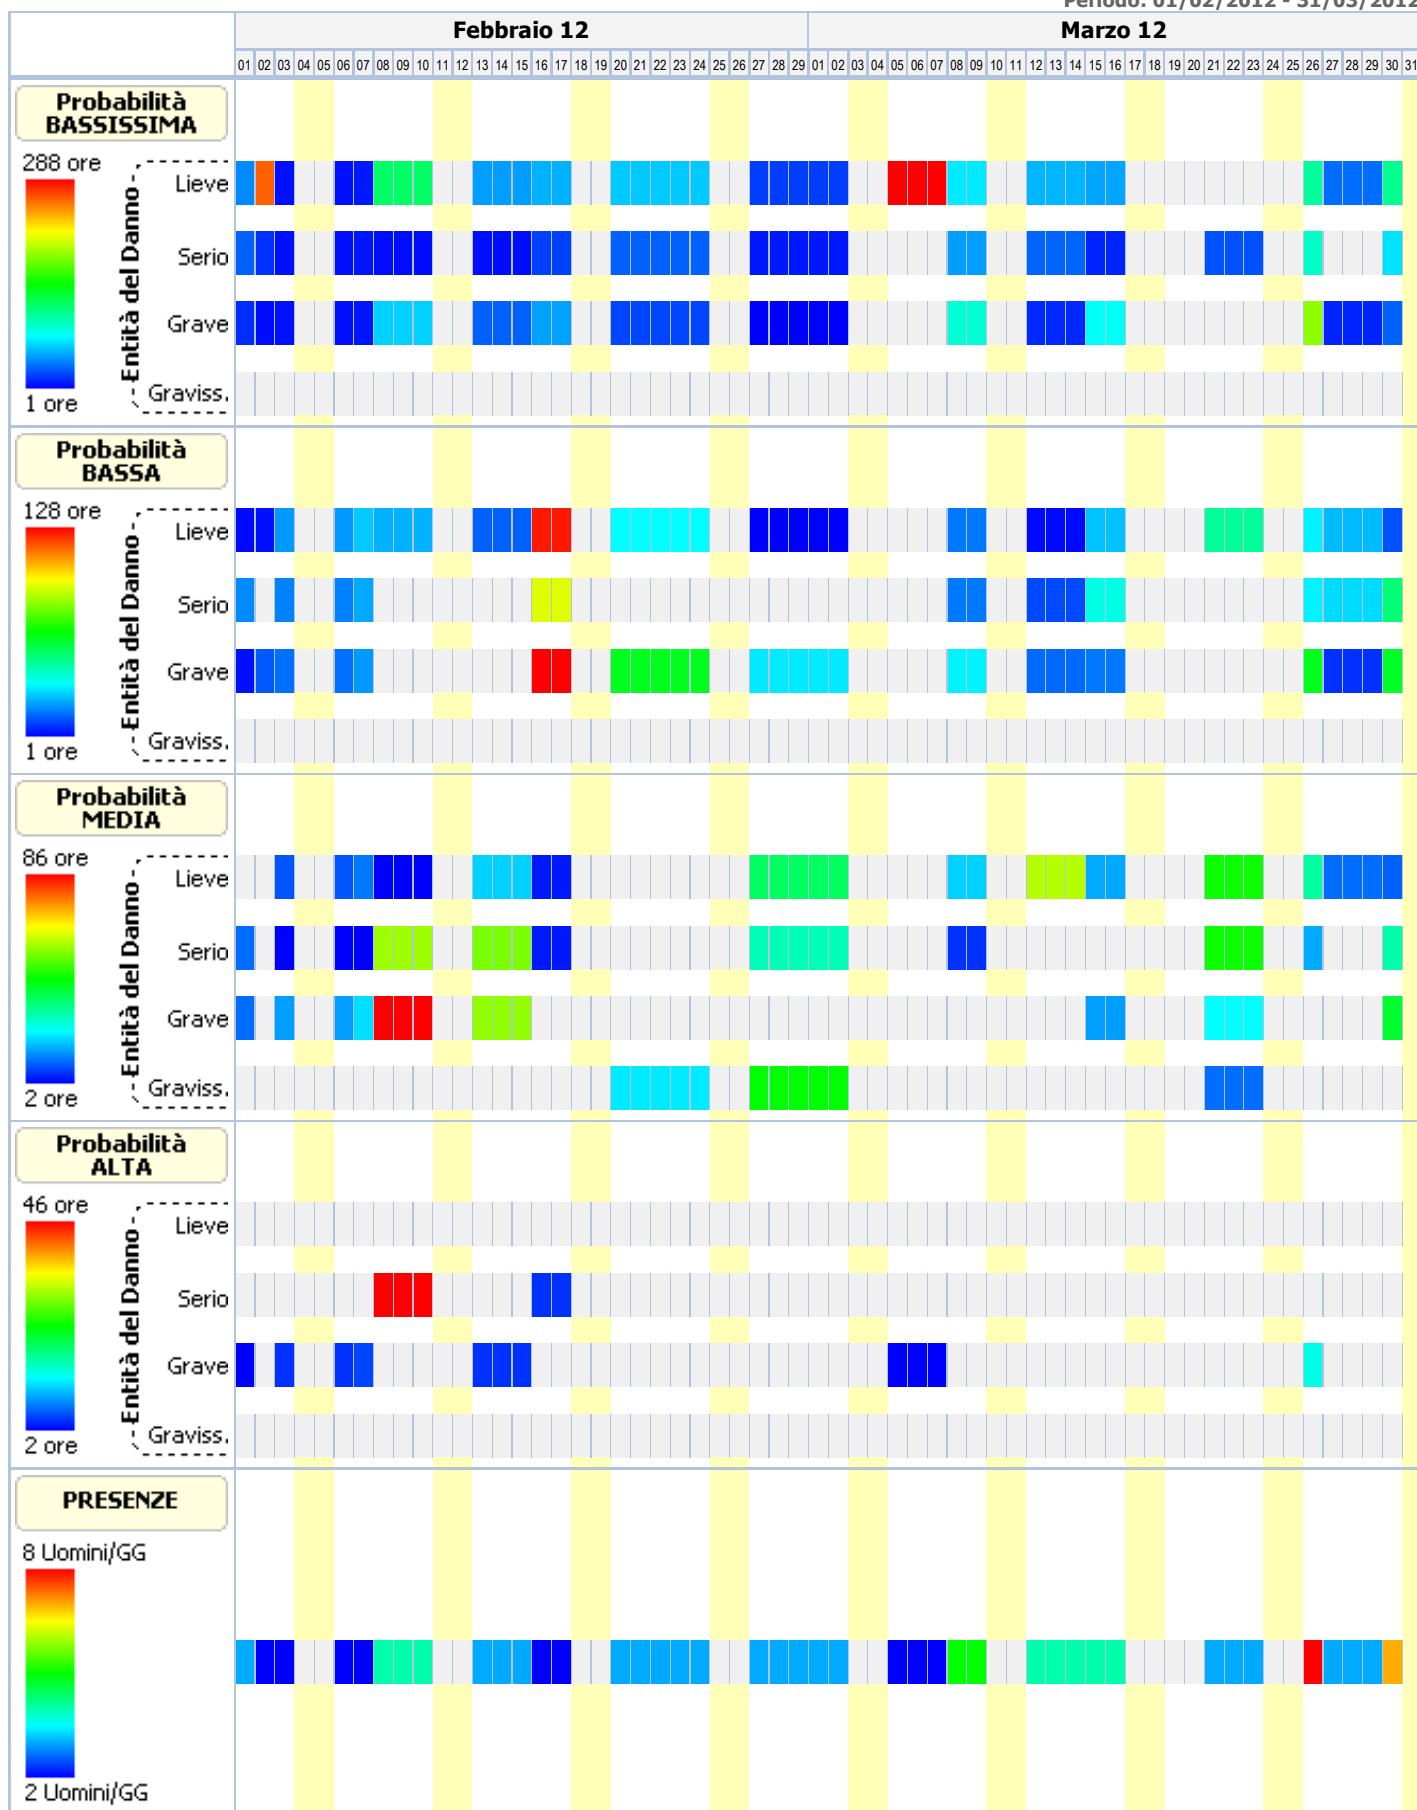 Periodo: 01/02/2012 - 31/03/2012
Febbraio 12 Marzo 12
01 02 03 04 05 06 07 08 09 10 11 12 13 14 15 16 17 18 19 20 21 22 23 24 25 26 27 28 29 01 02 03 04 05 06 07 08 09 10 11 12 13 14 15 16 17 18 19 20 21 22 23 24 25 26 27 28 29 30 31
Probabilità
BASSISSIMA
288 ore
1 ore
Entità del Danno
Lieve
Serio
Grave
Graviss.
Probabilità
BASSA
128 ore
1 ore
Entità del Danno
Lieve
Serio
Grave
Graviss.
Probabilità
MEDIA
86 ore
2 ore
Entità del Danno
Lieve
Serio
Grave
Graviss.
Probabilità
ALTA
46 ore
2 ore
Entità del Danno
Lieve
Serio
Grave
Graviss.
PRESENZE
8 Uomini/GG
2 Uomini/GG